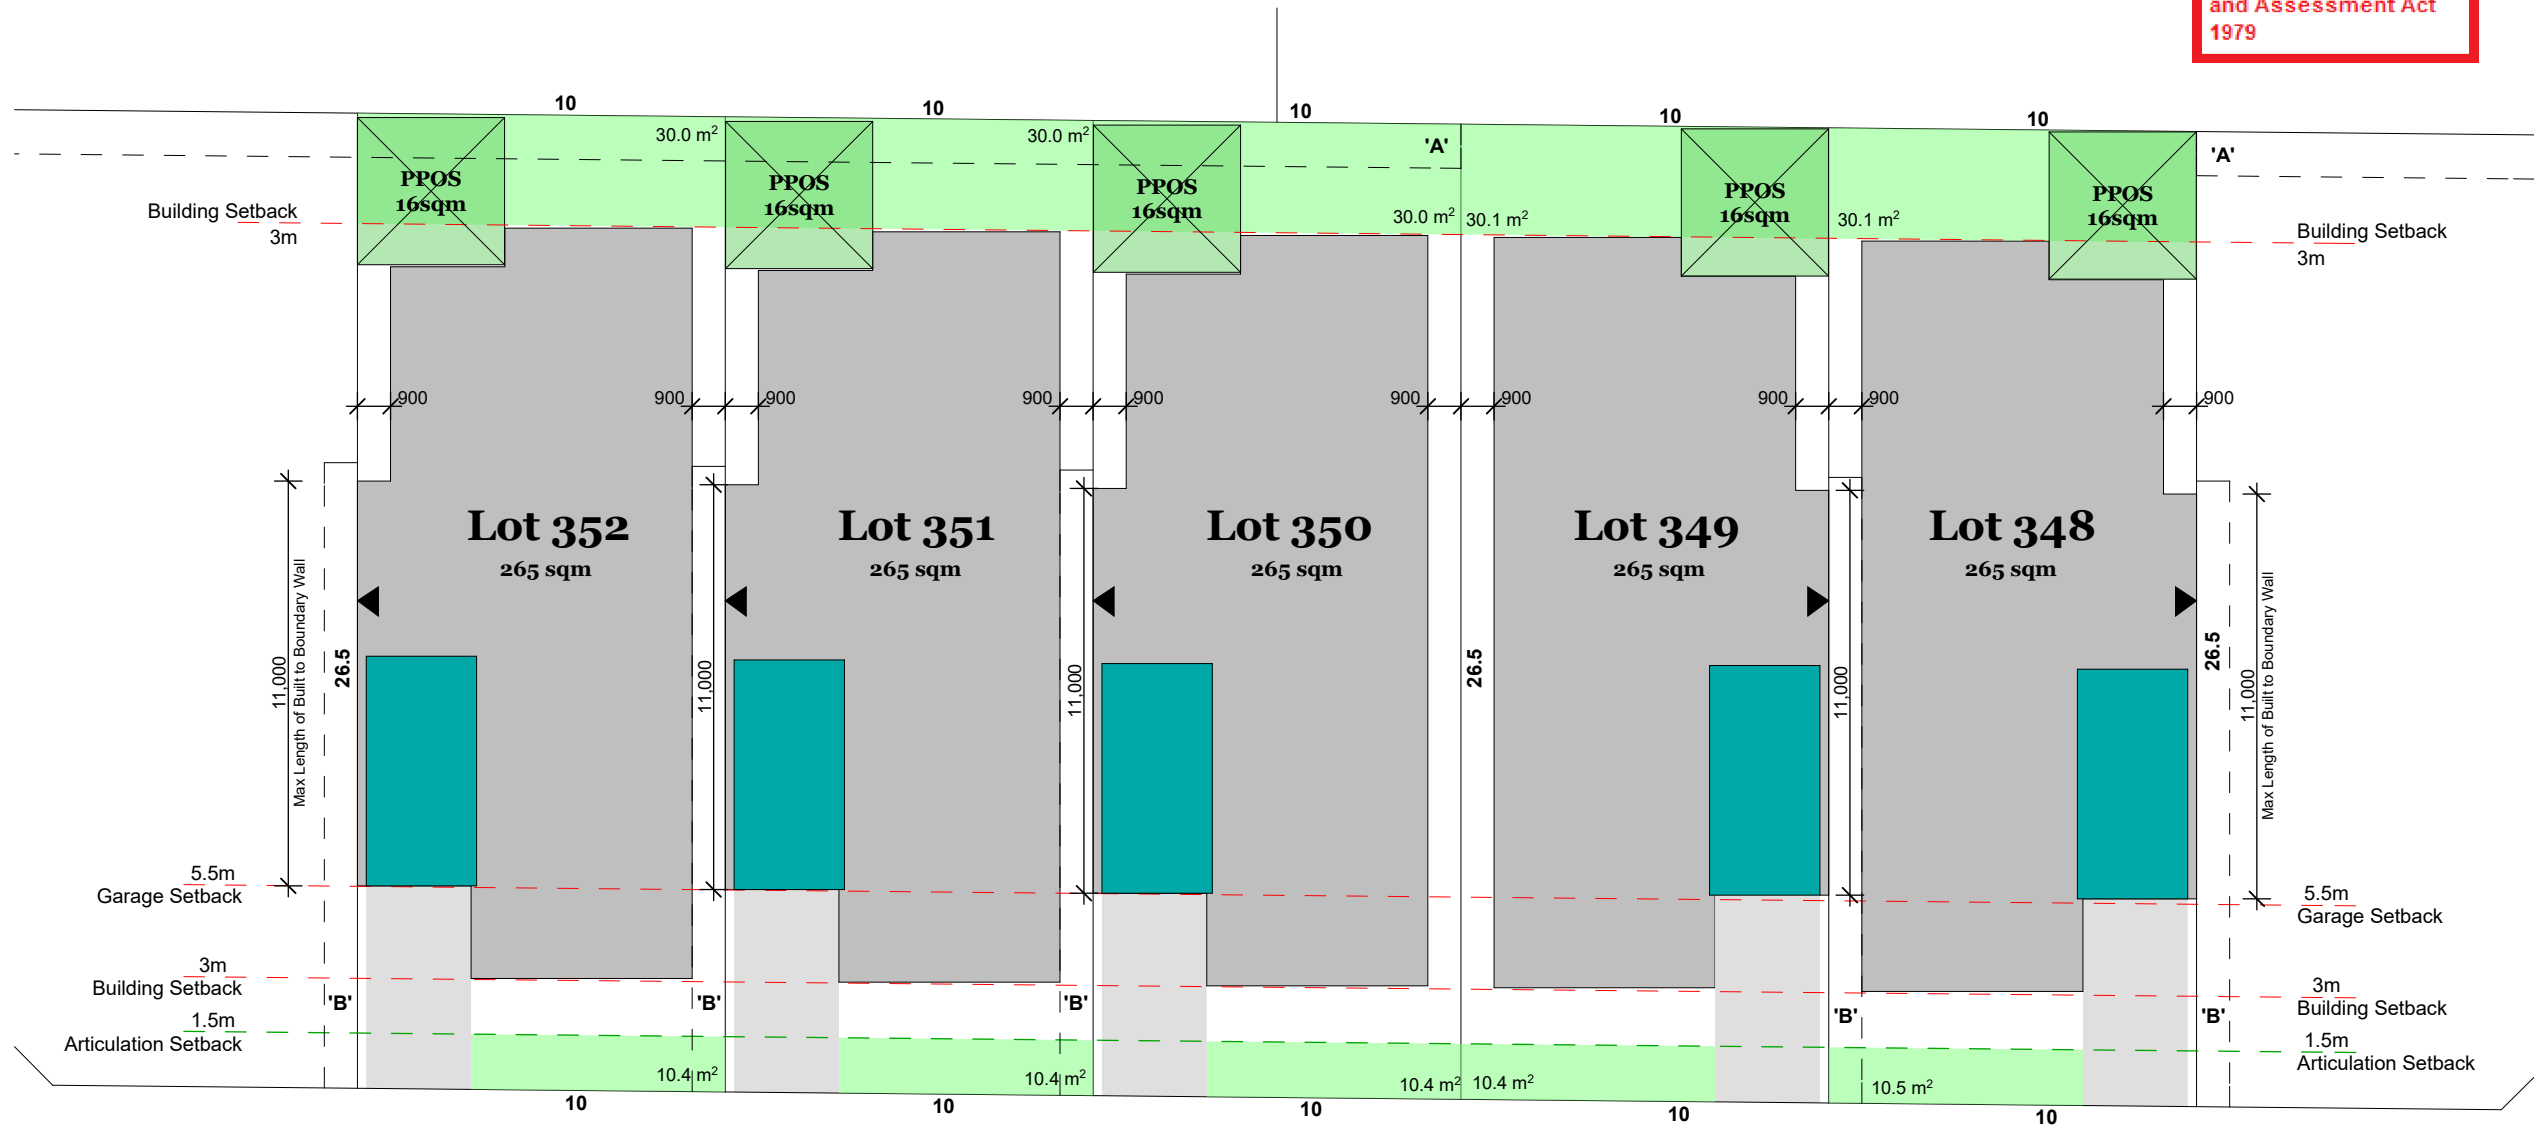 and Assessment Act
1979
10
10
10
10
10
30.0 m²
30.0 m²
'A'
'A'
PPOS
16sqm
PPOS
16sqm
PPOS
16sqm
PPOS
16sqm
PPOS
16sqm
Building Setback
3m
30.0 m²
30.1 m²
30.1 m²
Building Setback
3m
900
900
900
900
900
900
900
900
900
900
Lot 352
265 sqm
Lot 351
265 sqm
Lot 350
265 sqm
Lot 349
265 sqm
Lot 348
265 sqm
11,000
Max Length of Built to Boundary Wall
26.5
11,000
11,000
26.5
11,000
26.5
11,000
Max Length of Built to Boundary Wall
5.5m
Garage Setback
5.5m
Garage Setback
3m
Building Setback
3m
Building Setback
'B'
'B'
'B'
'B'
'B'
1.5m
Articulation Setback
1.5m
Articulation Setback
10.4 m²
10.4 m²
10.4 m²
10.4 m²
10.5 m²
10
10
10
10
10